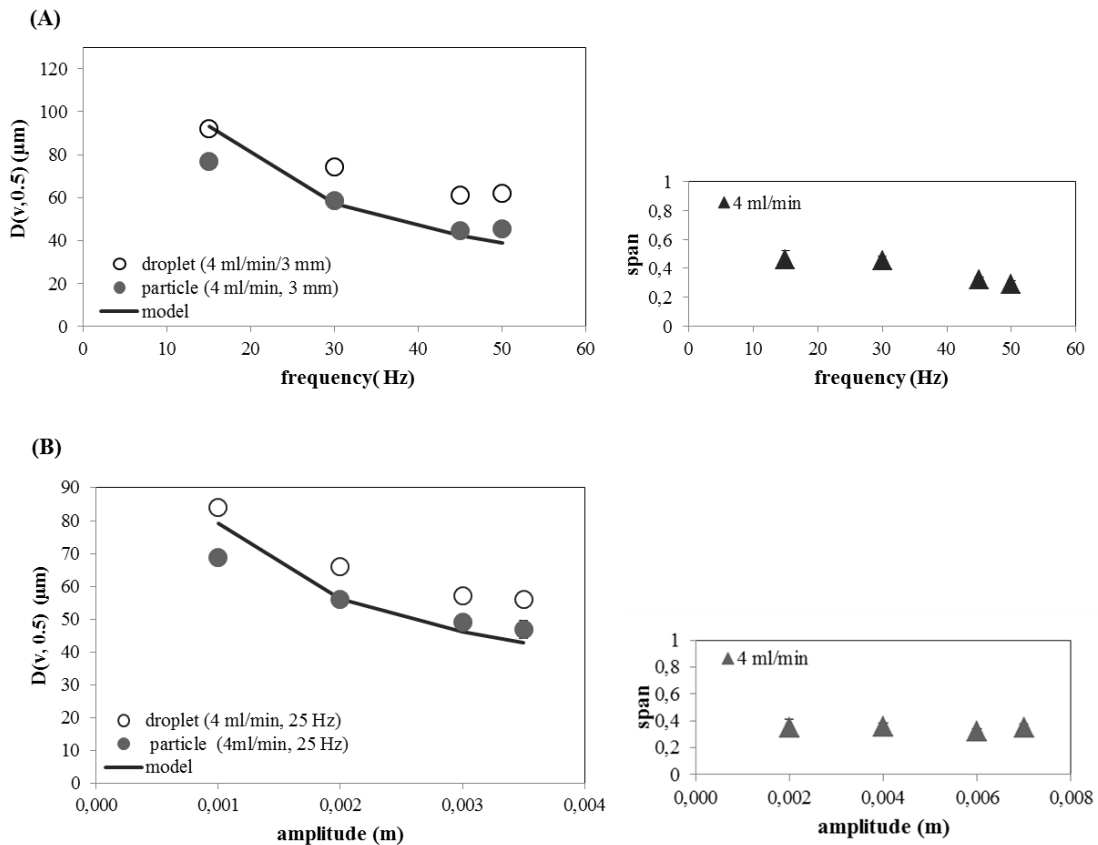 (A)
D(v,0.5) (µm)
120
100
80
60
40
20
0
droplet (4 ml/min/3 mm)
particle (4 ml/min, 3 mm)
model
0 10 20 30 40 50 60
frequency( Hz)
span
1
0,8
0,6
0,4
0,2
0
4 ml/min
0 10 20 30 40 50 60
frequency (Hz)
(B)
D(v, 0.5) (µm)
90
80
70
60
50
40
30
20
10
0
droplet (4 ml/min, 25 Hz)
particle (4ml/min, 25 Hz)
model
0,000 0,001 0,002 0,003 0,004
amplitude (m)
span
1
0,8
0,6
0,4
0,2
0
4 ml/min
0,000 0,002 0,004 0,006 0,008
amplitude (m)